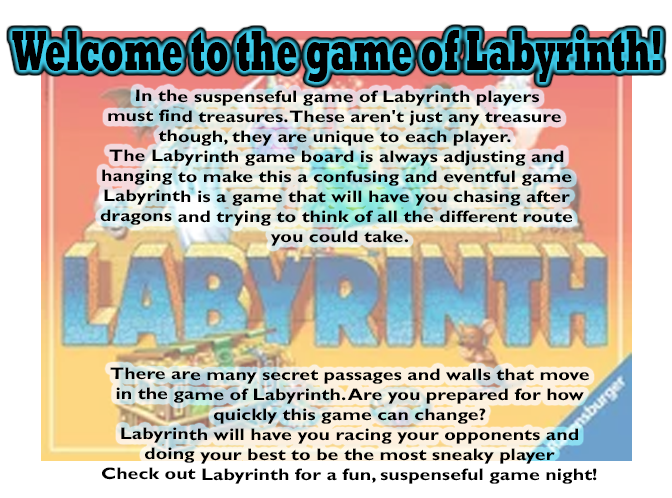 Welcome to the game of Labyrinth!
In the suspenseful game of Labyrinth players
must find treasures. These aren't just any treasure
though, they are unique to each player.
The Labyrinth game board is always adjusting and
hanging to make this a confusing and eventful game
Labyrinth is a game that will have you chasing after
dragons and trying to think of all the different route
you could take.
LABYRINTH
There are many secret passages and walls that move
in the game of Labyrinth. Are you prepared for how
quickly this game can change?
Labyrinth will have you racing your opponents and
doing your best to be the most sneaky player
Check out Labyrinth for a fun, suspenseful game night!